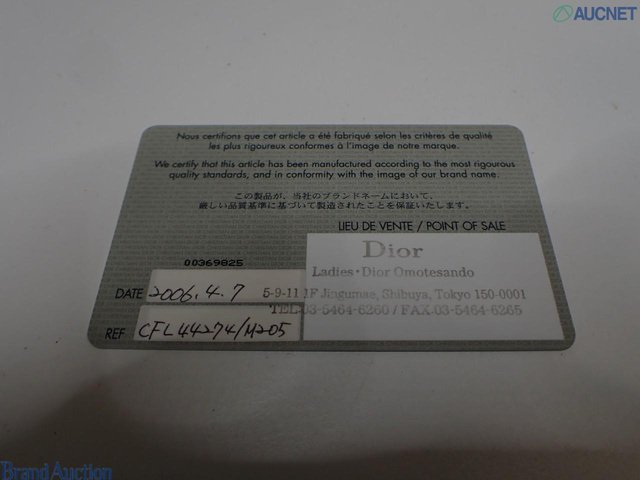 AUCNET
Nous certifions que cet article a été fabriqué selon les critères de qualité
les plus rigoureux conformes à l'image de notre marque.
We certify that this article has been manufactured according to the most rigourous
quality standards, and in conformity with the image of our brand name.
この製品が、当社のブランドネームにおいて、
厳しい品質基準に基づいて製造されたことを保証いたします。
LIEU DE VENTE / POINT OF SALE
Dior
Ladies・Dior Omotesando
5-9-11 1F Jingumae, Shibuya, Tokyo 150-0001
TEL.03-5464-6260 / FAX.03-5464-6265
00369825
DATE 2006.4.7
REF CFL44274/M205
Brand Auction